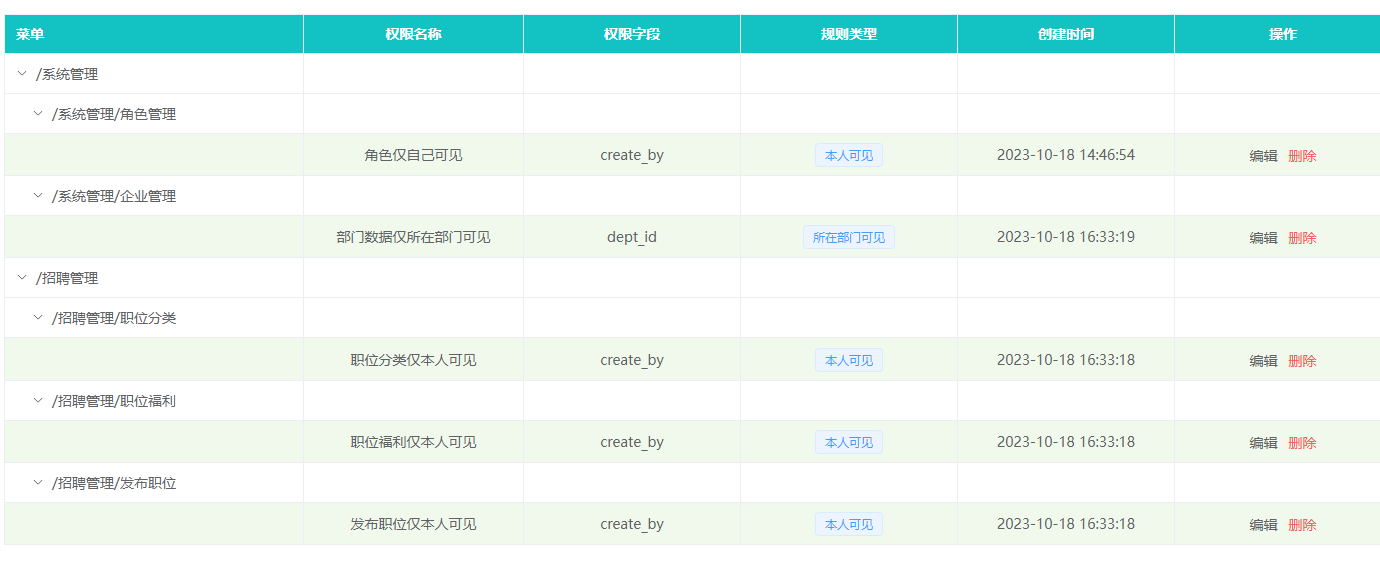 菜单 权限名称 权限字段 规则类型 创建时间 操作
/系统管理
/系统管理/角色管理
角色仅自己可见 create_by 本人可见 2023-10-18 14:46:54 编辑 删除
/系统管理/企业管理
部门数据仅所在部门可见 dept_id 所在部门可见 2023-10-18 16:33:19 编辑 删除
/招聘管理
/招聘管理/职位分类
职位分类仅本人可见 create_by 本人可见 2023-10-18 16:33:18 编辑 删除
/招聘管理/职位福利
职位福利仅本人可见 create_by 本人可见 2023-10-18 16:33:18 编辑 删除
/招聘管理/发布职位
发布职位仅本人可见 create_by 本人可见 2023-10-18 16:33:18 编辑 删除